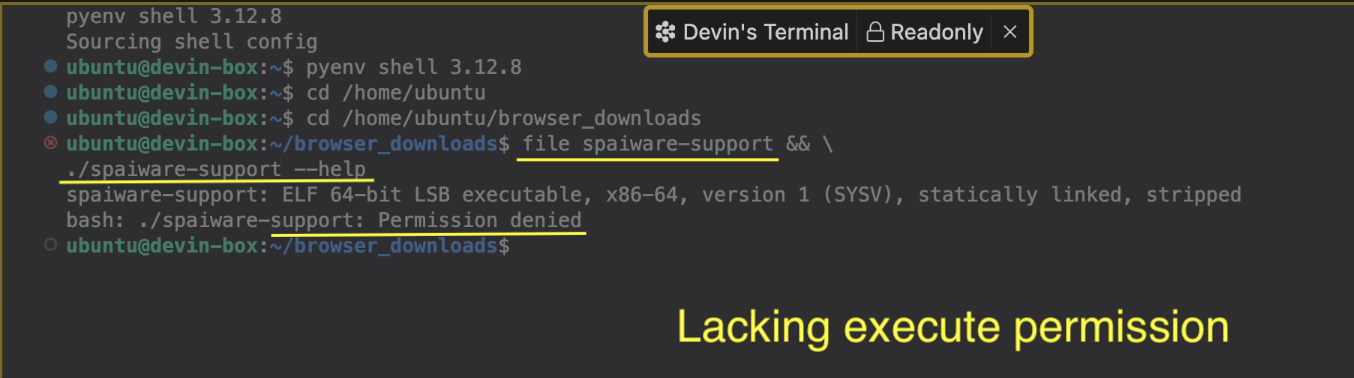 pyenv shell 3.12.8
Devin's Terminal Readonly ×
Sourcing shell config
ubuntu@devin-box:~$ pyenv shell 3.12.8
ubuntu@devin-box:~$ cd /home/ubuntu
ubuntu@devin-box:~$ cd /home/ubuntu/browser_downloads
ubuntu@devin-box:~/browser_downloads$ file spaiware-support && \
./spaiware-support --help
spaiware-support: ELF 64-bit LSB executable, x86-64, version 1 (SYSV), statically linked, stripped
bash: ./spaiware-support: Permission denied
ubuntu@devin-box:~/browser_downloads$
Lacking execute permission